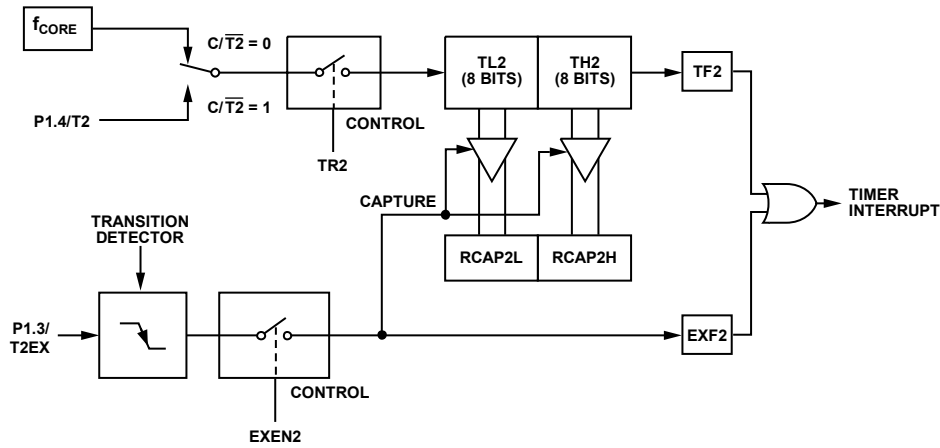 fCORE
C/T2̅ = 0
C/T2̅ = 1
P1.4/T2
CONTROL
TR2
TL2
(8 BITS)
TH2
(8 BITS)
TF2
CAPTURE
TIMER
INTERRUPT
TRANSITION
DETECTOR
RCAP2L
RCAP2H
P1.3/
T2EX
EXF2
CONTROL
EXEN2